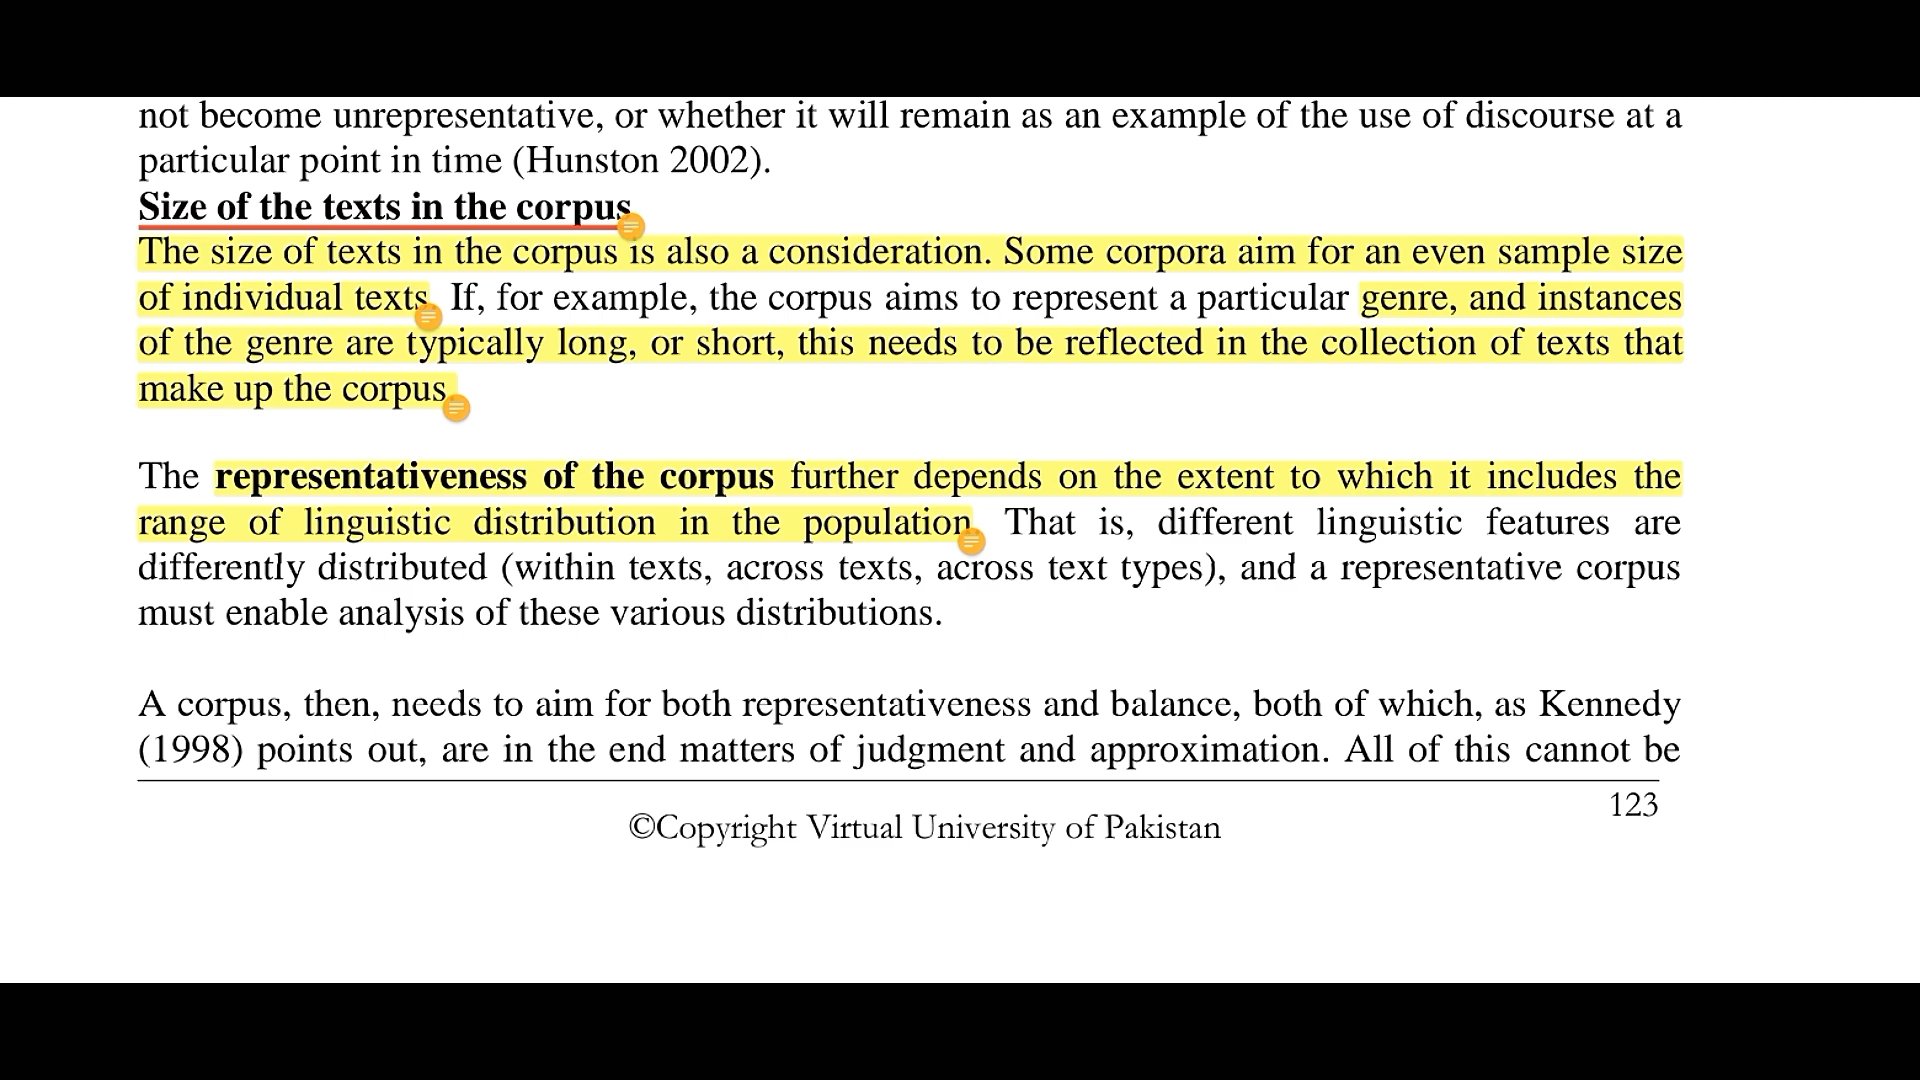 not become unrepresentative, or whether it will remain as an example of the use of discourse at a
particular point in time (Hunston 2002).
Size of the texts in the corpus
The size of texts in the corpus is also a consideration. Some corpora aim for an even sample size
of individual texts. If, for example, the corpus aims to represent a particular genre, and instances
of the genre are typically long, or short, this needs to be reflected in the collection of texts that
make up the corpus.
The representativeness of the corpus further depends on the extent to which it includes the
range of linguistic distribution in the population. That is, different linguistic features are
differently distributed (within texts, across texts, across text types), and a representative corpus
must enable analysis of these various distributions.
A corpus, then, needs to aim for both representativeness and balance, both of which, as Kennedy
(1998) points out, are in the end matters of judgment and approximation. All of this cannot be
123
©Copyright Virtual University of Pakistan